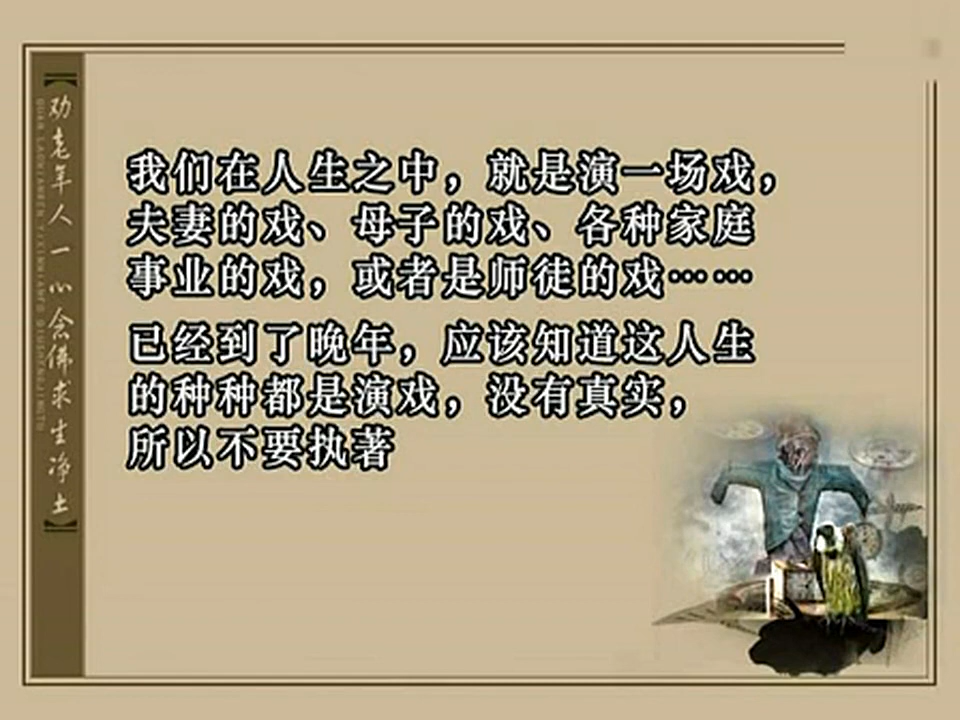 劝老年人一心念佛求生净土
我们在人生之中，就是演一场戏，
夫妻的戏、母子的戏、各种家庭
事业的戏，或者是师徒的戏……
已经到了晚年，应该知道这人生
的种种都是演戏，没有真实，
所以不要执著